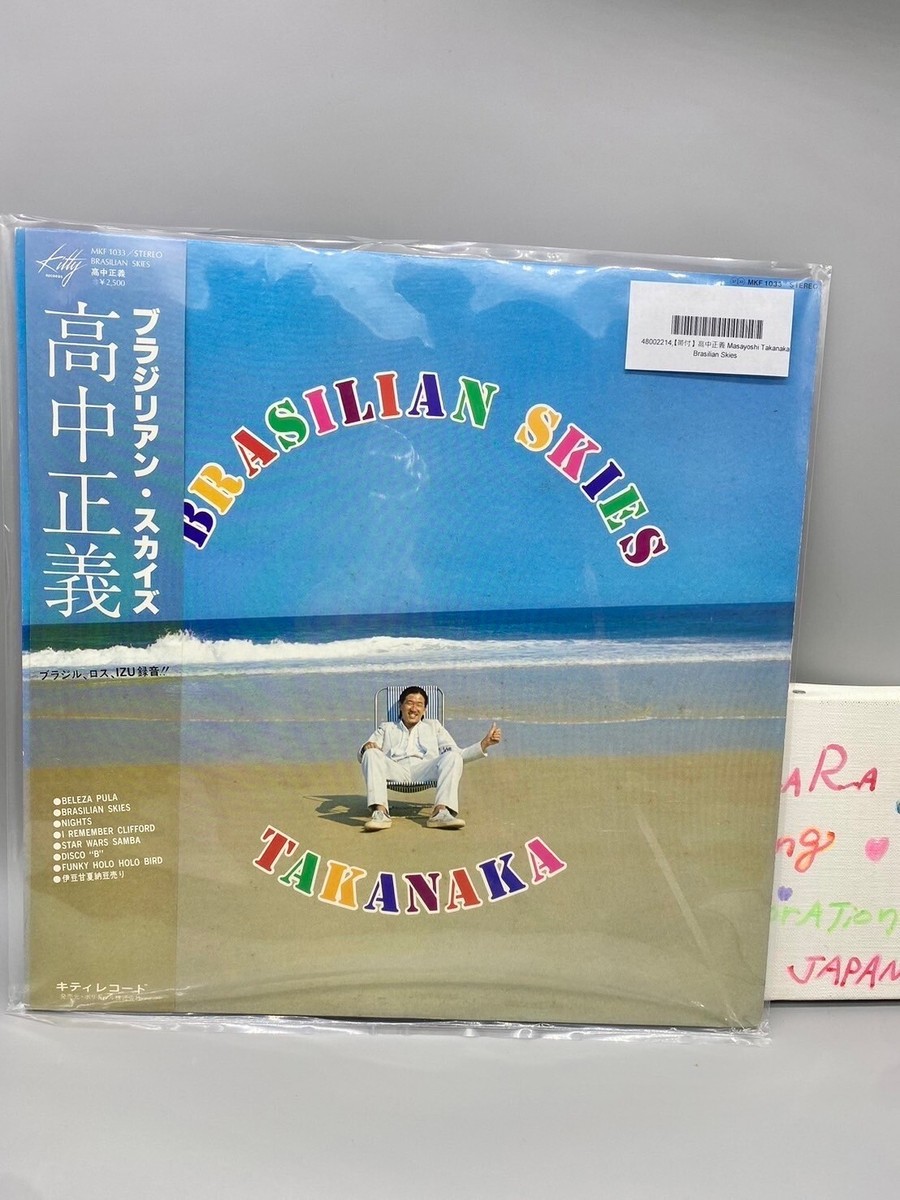 Kitty
RECORDS
MKF 1033/STEREO
BRASILIAN SKIES
高中正義
¥2,500
ブラジリアン・スカイズ
高中正義
ブラジル、ロス、IZU録音!!
●BELEZA PULA
●BRASILIAN SKIES
●NIGHTS
●I REMEMBER CLIFFORD
●STAR WARS SAMBA
●DISCO "B"
●FUNKY HOLO HOLO BIRD
●伊豆甘夏納豆売り
キティレコード
MKF 1033 STEREO
48002214,【帯付】高中正義 Masayoshi Takanaka
Brasilian Skies
BRASILIAN SKIES
TAKANAKA
JAPAN